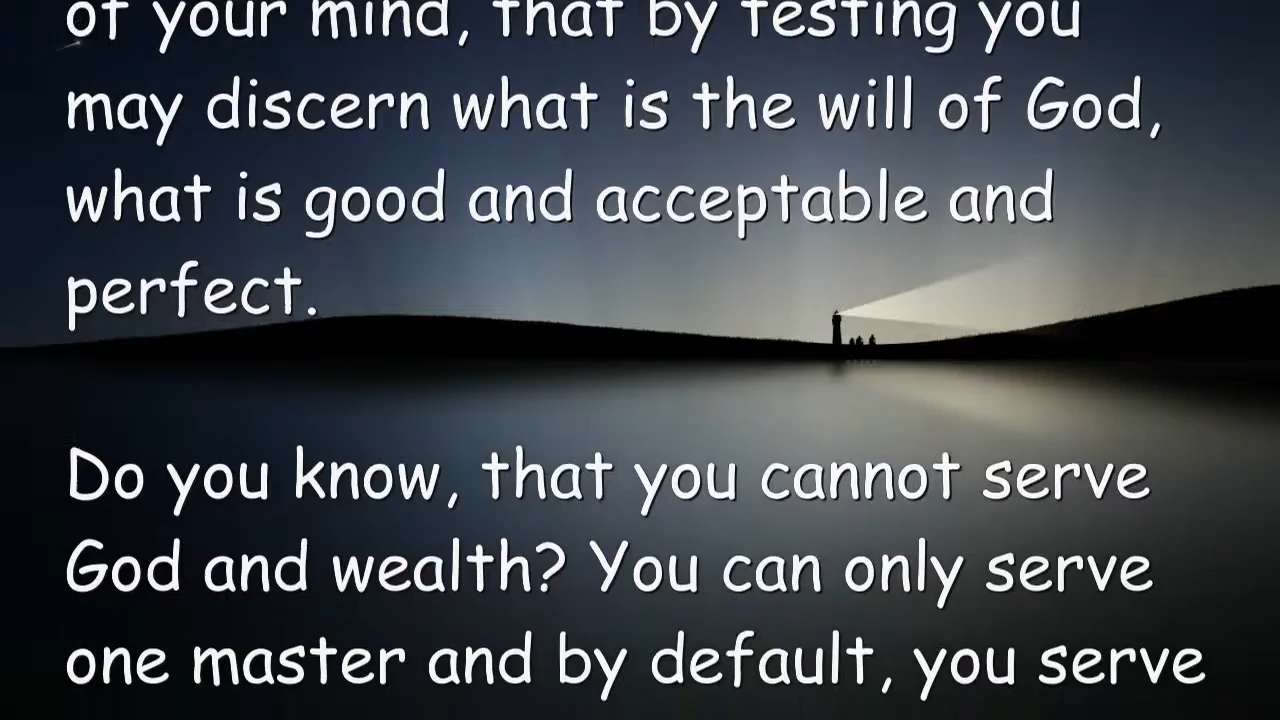 of your mind, that by testing you
may discern what is the will of God,
what is good and acceptable and
perfect.
Do you know, that you cannot serve
God and wealth? You can only serve
one master and by default, you serve